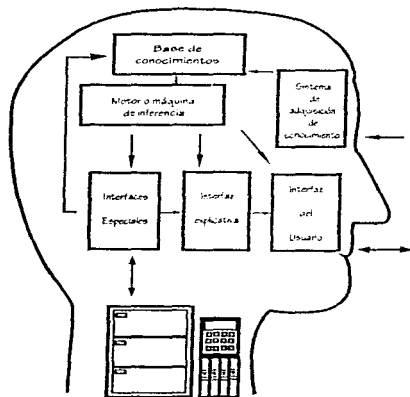 Base de
conocimientos
Motor o máquina
de inferencia
Sistema
de
adquisición
de
conocimiento
Interfaces
Especiales
Interfaz
explicativa
Interfaz
del
Usuario